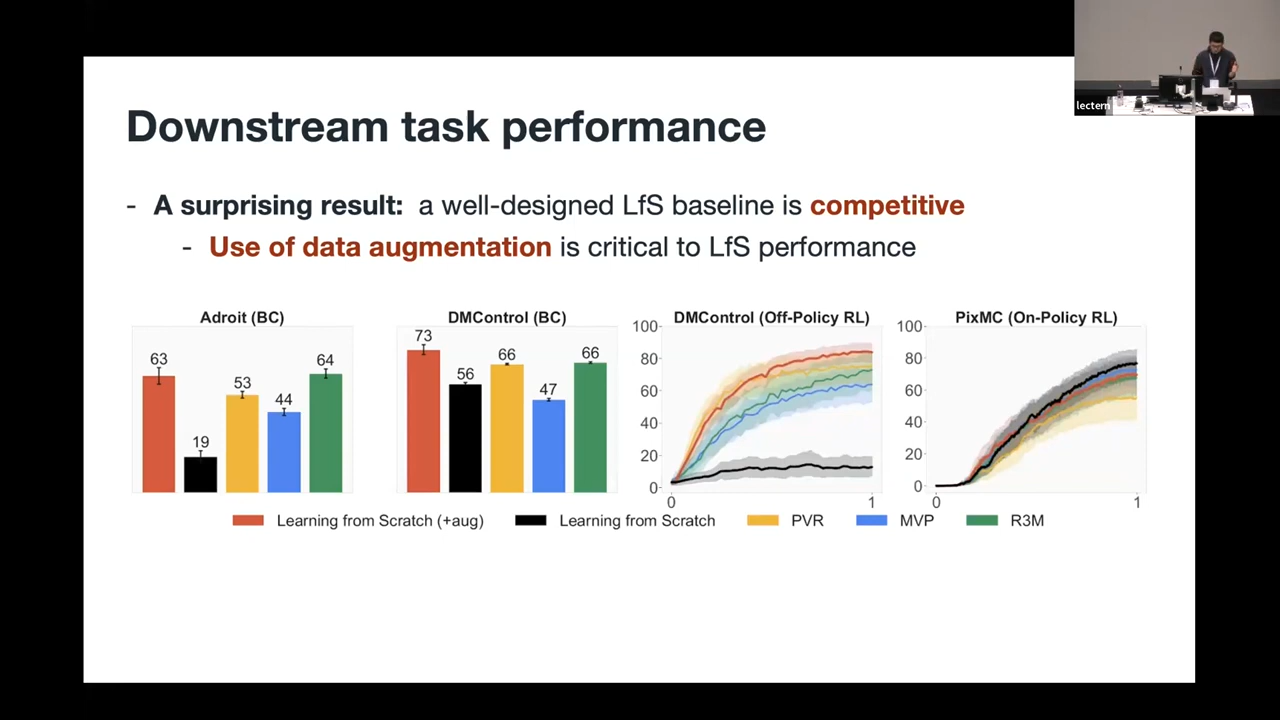 lectern
Downstream task performance
- A surprising result: a well-designed LfS baseline is competitive
- Use of data augmentation is critical to LfS performance
Adroit (BC)
63
19
53
44
64
DMControl (BC)
73
56
66
47
66
DMControl (Off-Policy RL)
100
80
60
40
20
0
0
1
PixMC (On-Policy RL)
100
80
60
40
20
0
0
1
Learning from Scratch (+aug) Learning from Scratch PVR MVP R3M